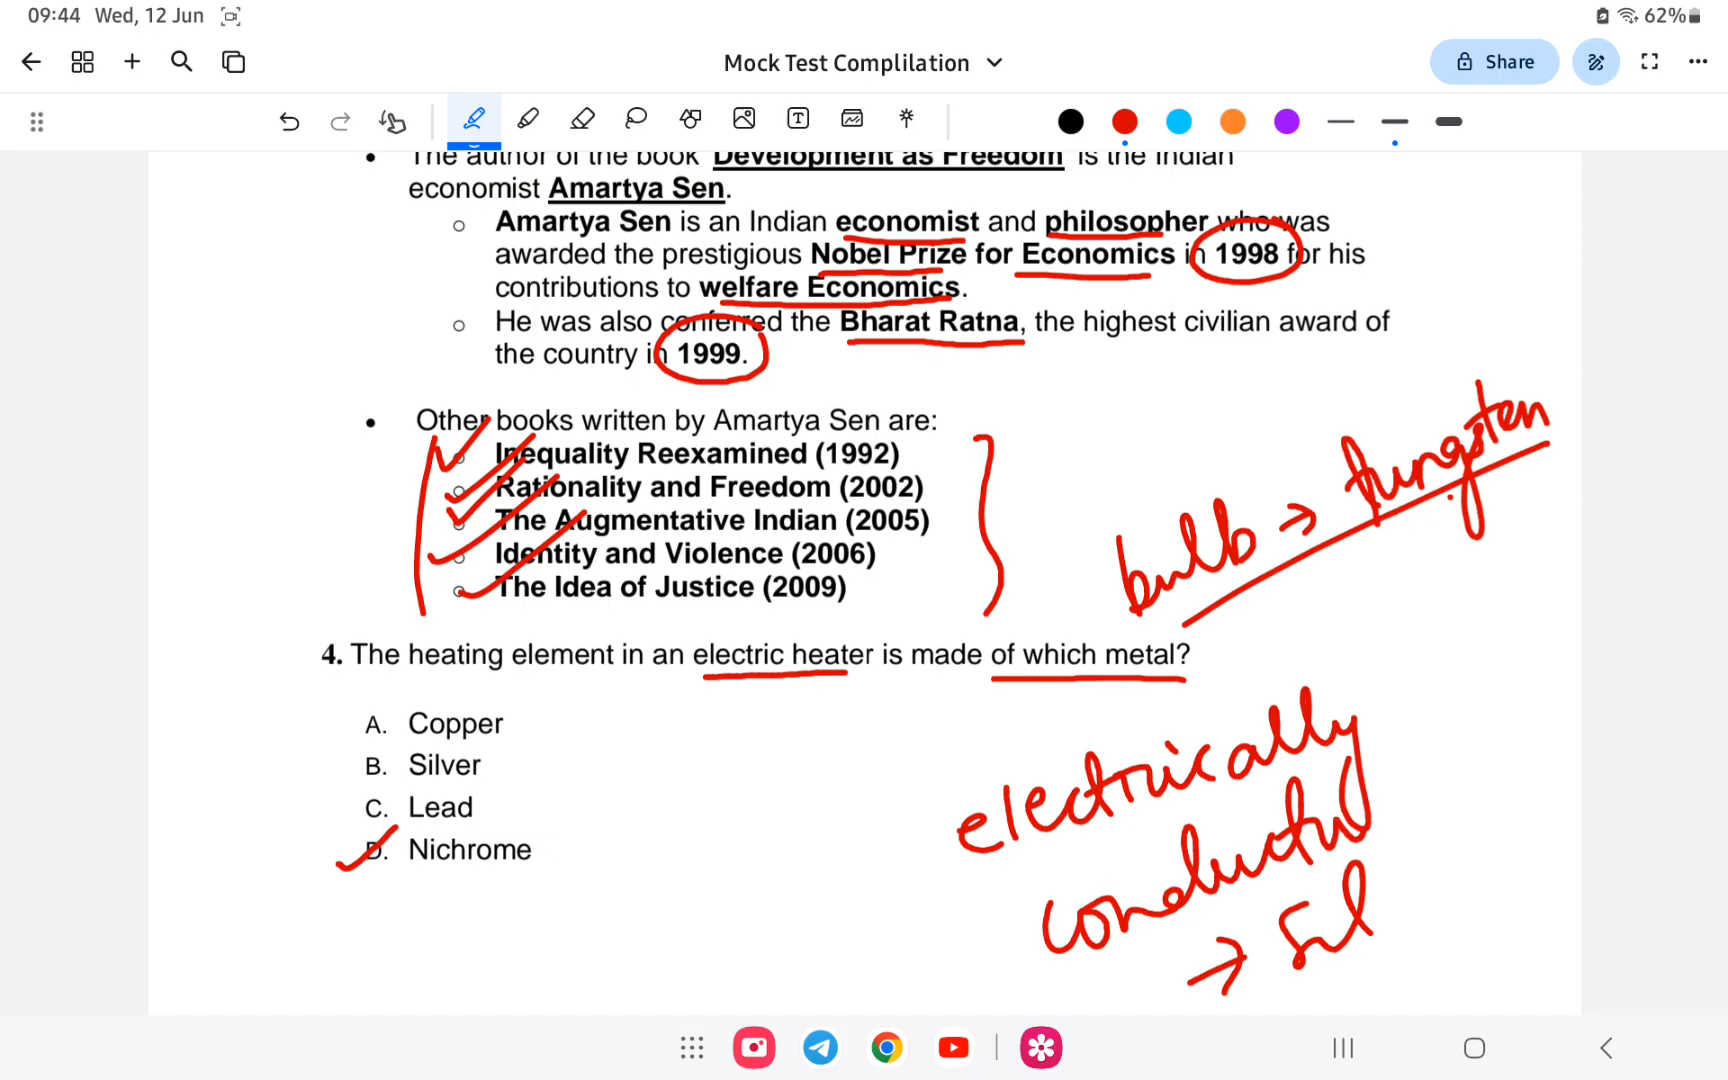 09:44 Wed, 12 Jun
62%
Mock Test Complilation
Share
The author of the book Development as Freedom is the Indian
economist Amartya Sen.
Amartya Sen is an Indian economist and philosopher who was
awarded the prestigious Nobel Prize for Economics in 1998 for his
contributions to welfare Economics.
He was also conferred the Bharat Ratna, the highest civilian award of
the country in 1999.
Other books written by Amartya Sen are:
Inequality Reexamined (1992)
Rationality and Freedom (2002)
The Augmentative Indian (2005)
Identity and Violence (2006)
The Idea of Justice (2009)
bulb → tungsten
4. The heating element in an electric heater is made of which metal?
A. Copper
B. Silver
C. Lead
D. Nichrome
electrically
→ Sil